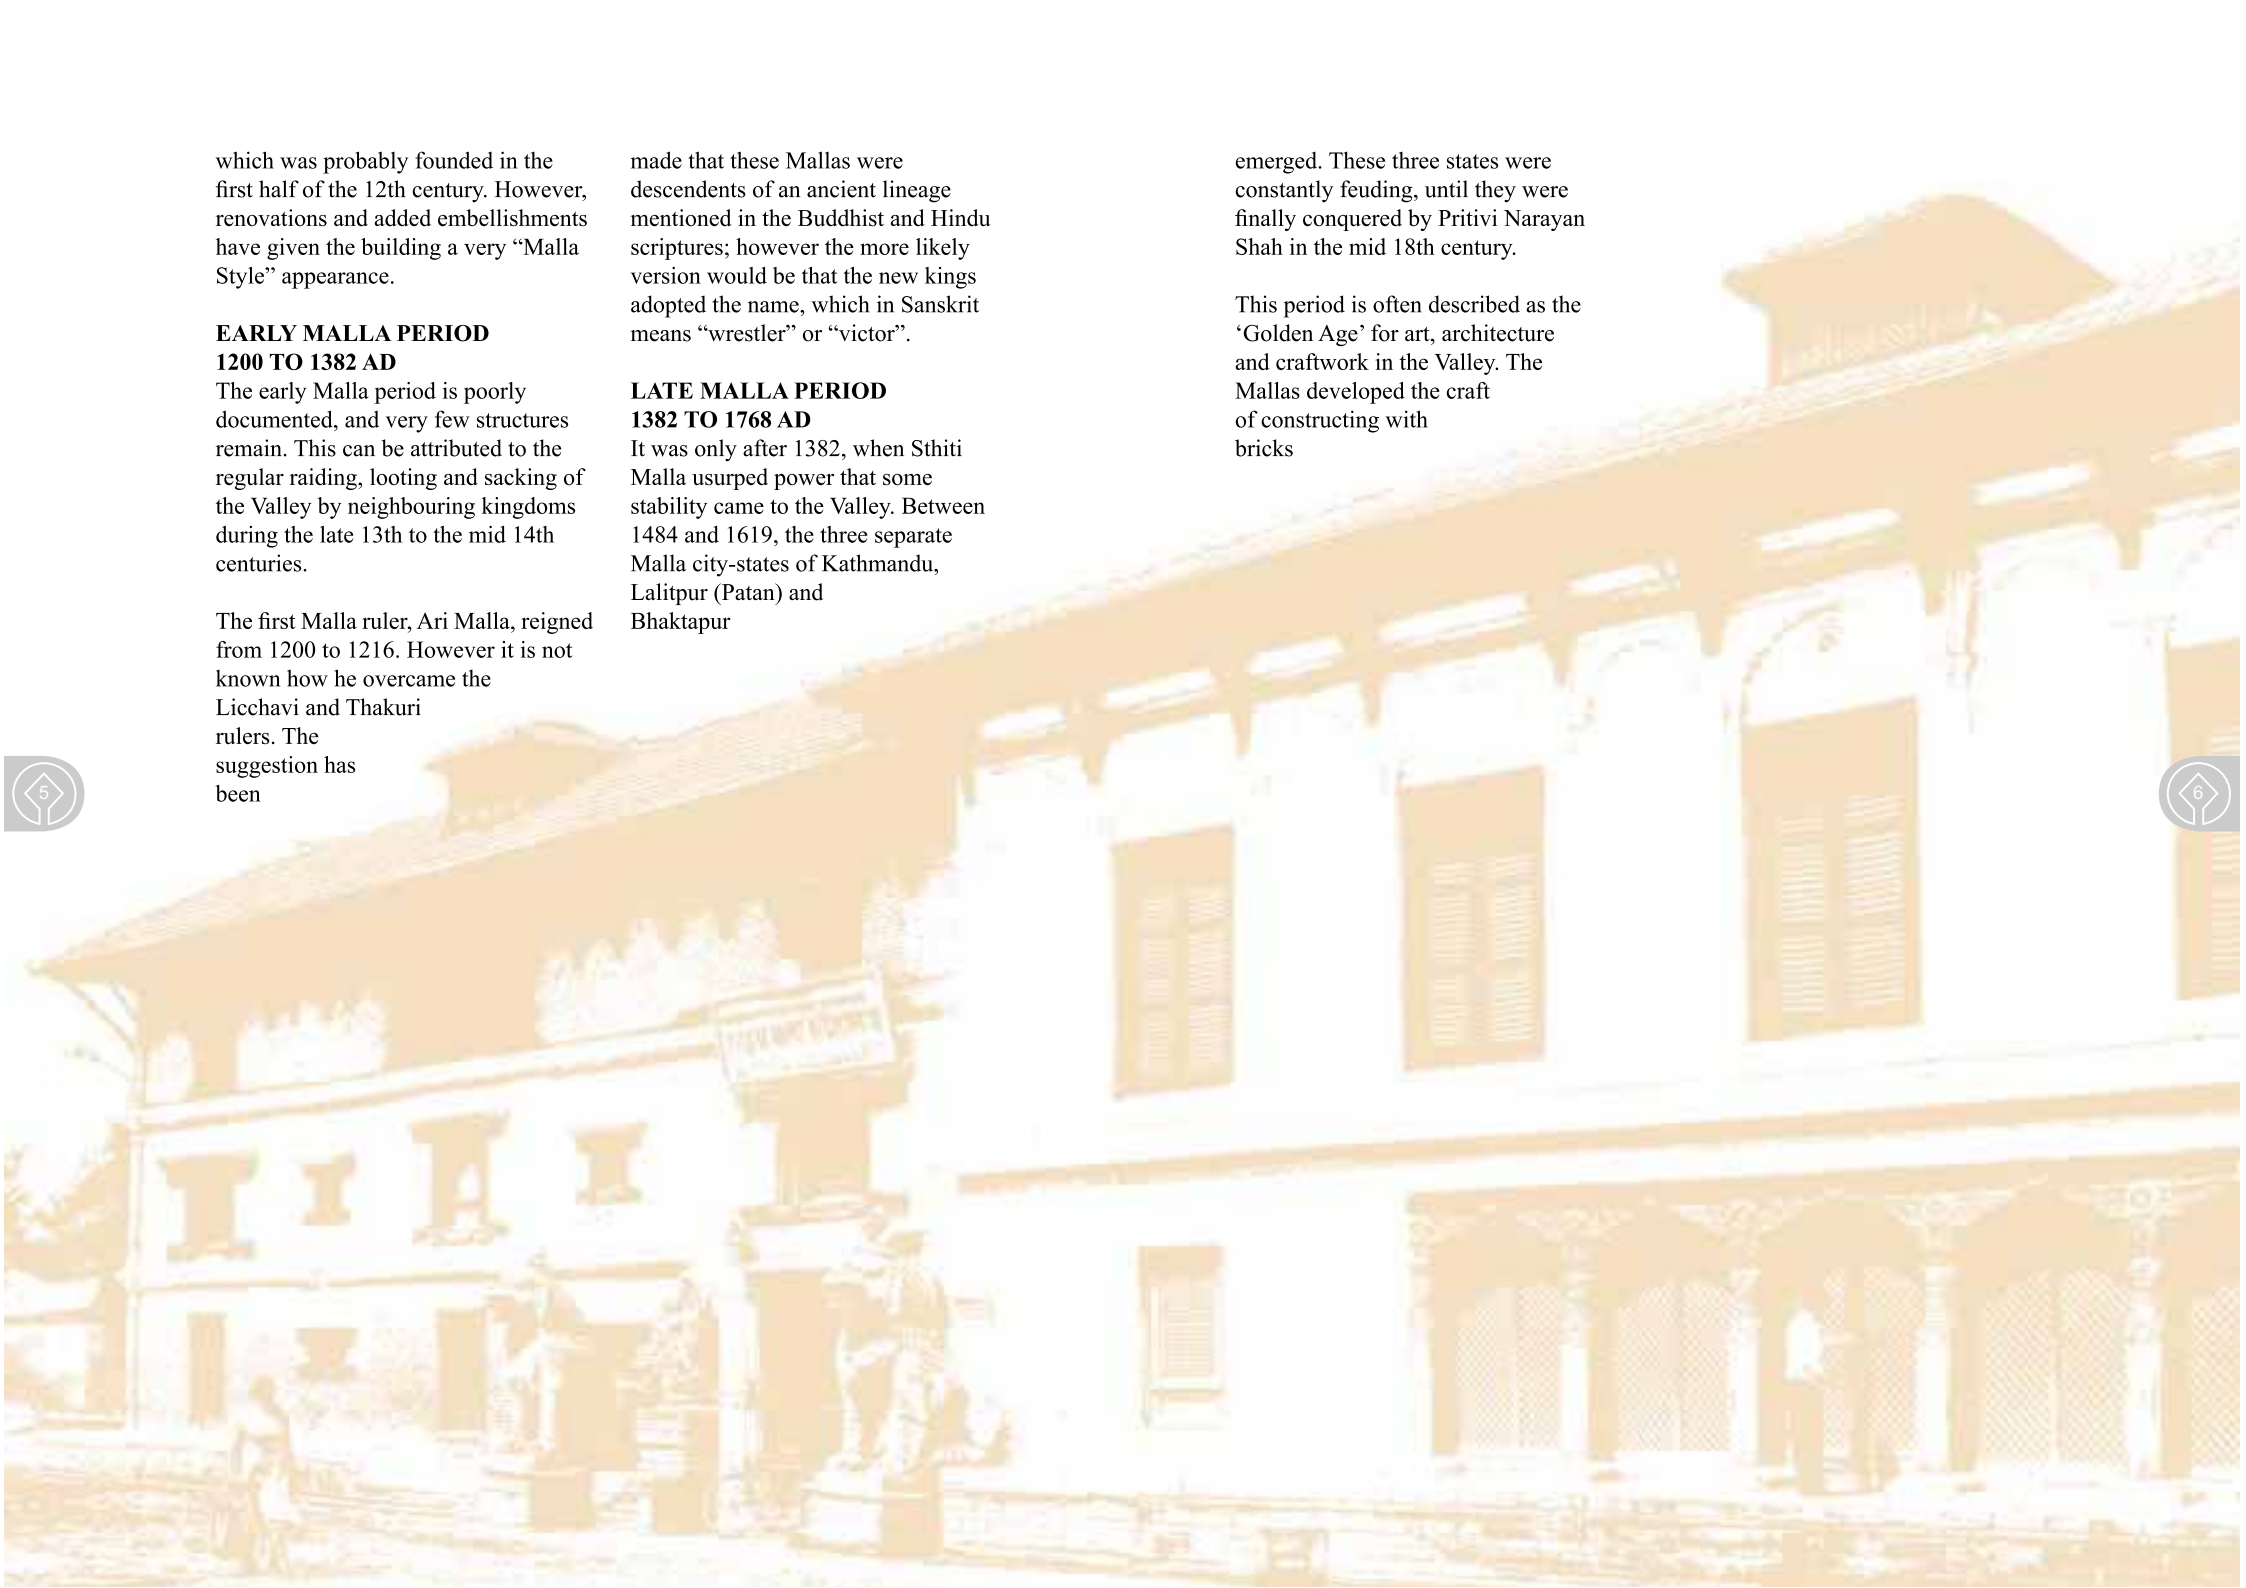 which was probably founded in the
first half of the 12th century. However,
renovations and added embellishments
have given the building a very “Malla
Style” appearance.
EARLY MALLA PERIOD
1200 TO 1382 AD
The early Malla period is poorly
documented, and very few structures
remain. This can be attributed to the
regular raiding, looting and sacking of
the Valley by neighbouring kingdoms
during the late 13th to the mid 14th
centuries.
The first Malla ruler, Ari Malla, reigned
from 1200 to 1216. However it is not
known how he overcame the
Licchavi and Thakuri
rulers. The
suggestion has
been
made that these Mallas were
descendents of an ancient lineage
mentioned in the Buddhist and Hindu
scriptures; however the more likely
version would be that the new kings
adopted the name, which in Sanskrit
means “wrestler” or “victor”.
LATE MALLA PERIOD
1382 TO 1768 AD
It was only after 1382, when Sthiti
Malla usurped power that some
stability came to the Valley. Between
1484 and 1619, the three separate
Malla city-states of Kathmandu,
Lalitpur (Patan) and
Bhaktapur
emerged. These three states were
constantly feuding, until they were
finally conquered by Pritivi Narayan
Shah in the mid 18th century.
This period is often described as the
‘Golden Age’ for art, architecture
and craftwork in the Valley. The
Mallas developed the craft
of constructing with
bricks
5
6